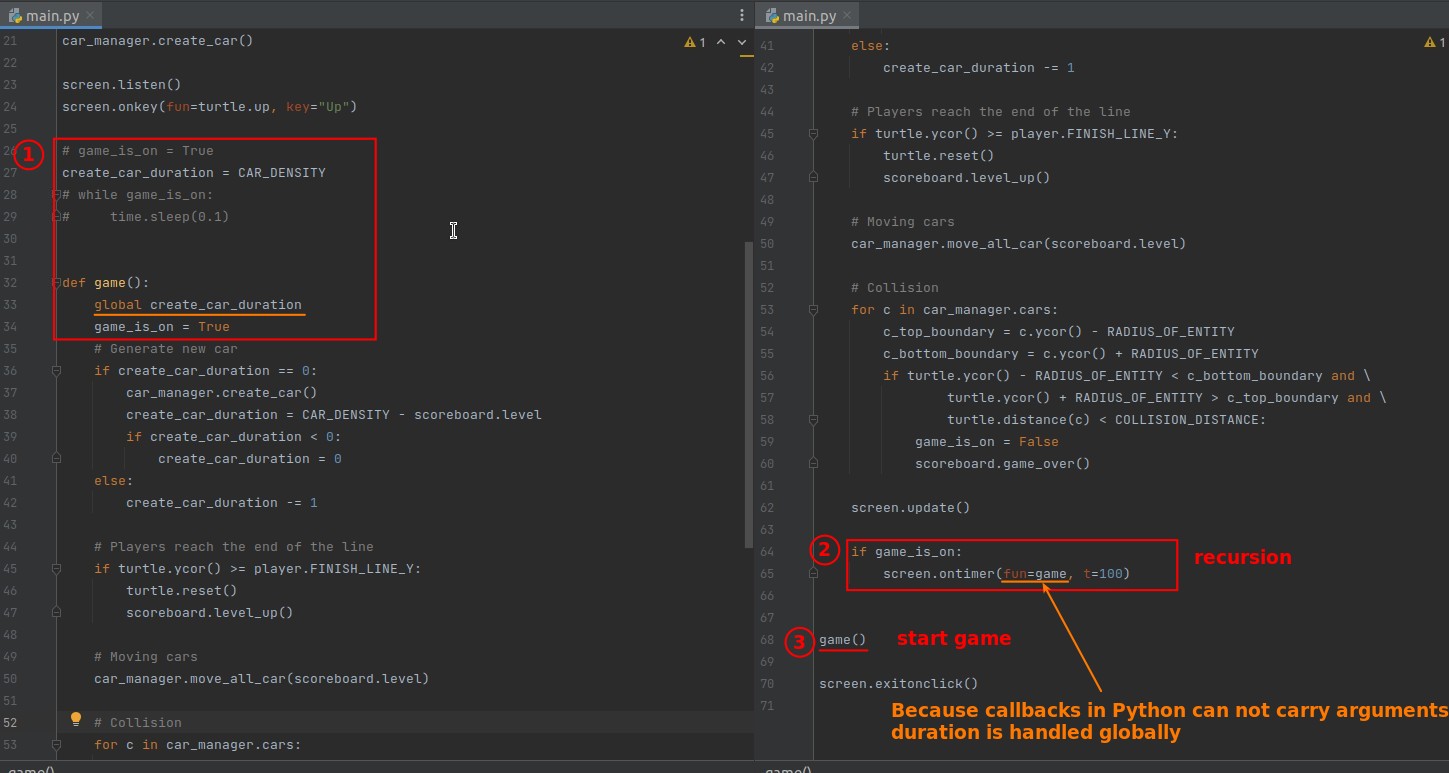 main.py
21 car_manager.create_car()
22
23 screen.listen()
24 screen.onkey(fun=turtle.up, key="Up")
25
26 # game_is_on = True
27 create_car_duration = CAR_DENSITY
28 # while game_is_on:
29 #     time.sleep(0.1)
30
31
32 def game():
33     global create_car_duration
34     game_is_on = True
35     # Generate new car
36     if create_car_duration == 0:
37         car_manager.create_car()
38         create_car_duration = CAR_DENSITY - scoreboard.level
39         if create_car_duration < 0:
40             create_car_duration = 0
41     else:
42         create_car_duration -= 1
43
44     # Players reach the end of the line
45     if turtle.ycor() >= player.FINISH_LINE_Y:
46         turtle.reset()
47         scoreboard.level_up()
48
49     # Moving cars
50     car_manager.move_all_car(scoreboard.level)
51
52     # Collision
53     for c in car_manager.cars:
game()
1
1
main.py
1
41     else:
42         create_car_duration -= 1
43
44     # Players reach the end of the line
45     if turtle.ycor() >= player.FINISH_LINE_Y:
46         turtle.reset()
47         scoreboard.level_up()
48
49     # Moving cars
50     car_manager.move_all_car(scoreboard.level)
51
52     # Collision
53     for c in car_manager.cars:
54         c_top_boundary = c.ycor() - RADIUS_OF_ENTITY
55         c_bottom_boundary = c.ycor() + RADIUS_OF_ENTITY
56         if turtle.ycor() - RADIUS_OF_ENTITY < c_bottom_boundary and \
57                 turtle.ycor() + RADIUS_OF_ENTITY > c_top_boundary and \
58                 turtle.distance(c) < COLLISION_DISTANCE:
59             game_is_on = False
60             scoreboard.game_over()
61
62     screen.update()
63
2
64     if game_is_on:
65         screen.ontimer(fun=game, t=100)
recursion
66
67
3
68 game()
start game
69
70 screen.exitonclick()
71
Because callbacks in Python can not carry arguments
duration is handled globally
game()